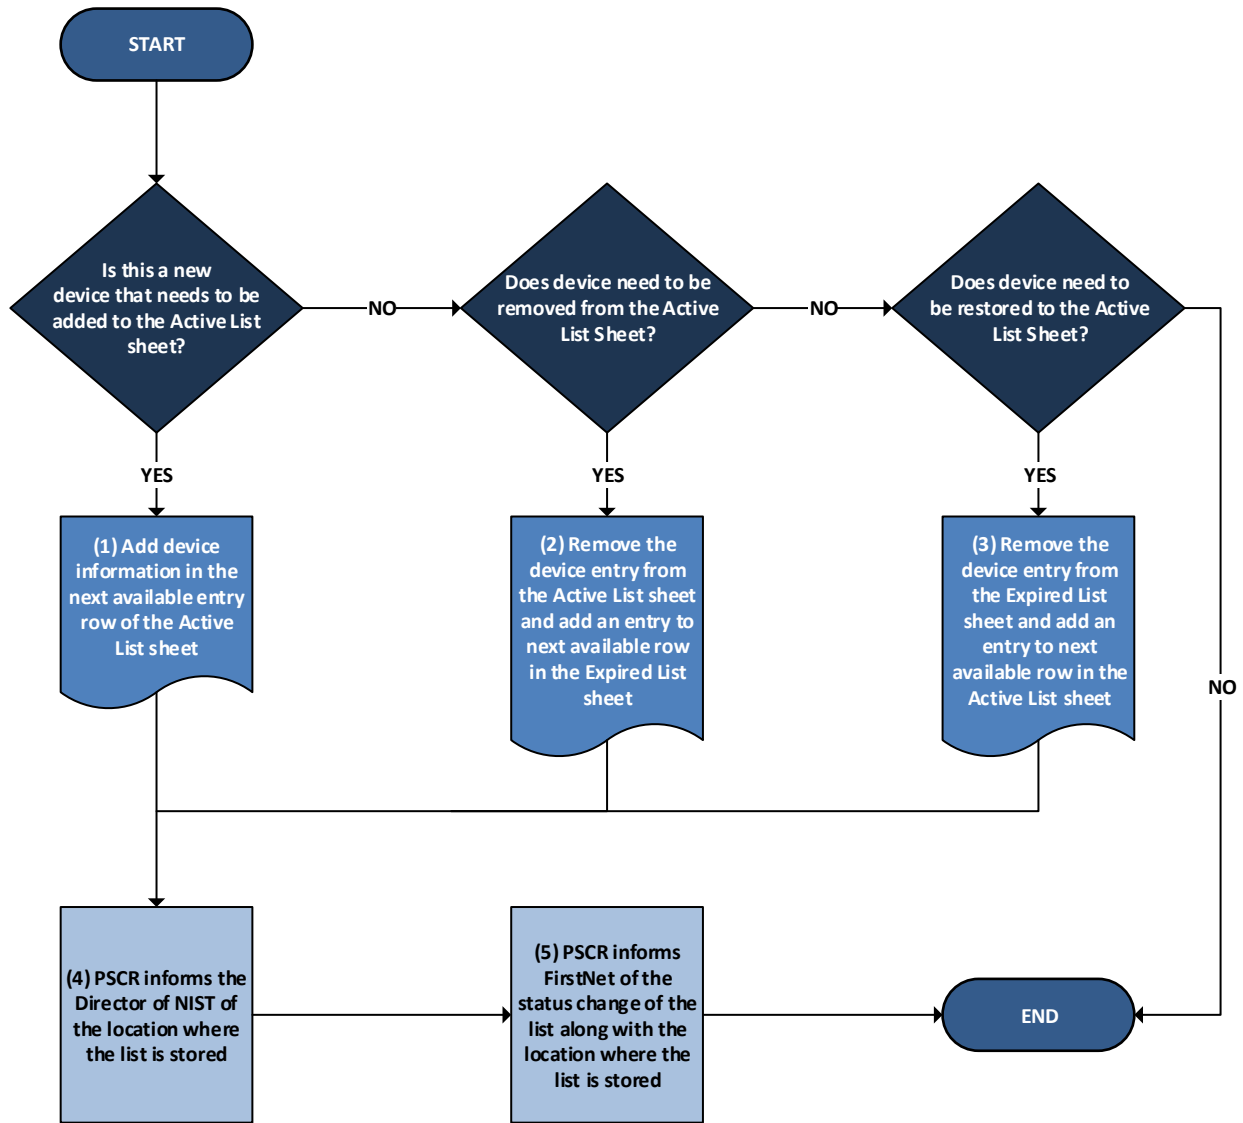 START
Is this a new
device that needs to be
added to the Active List
sheet?
NO
Does device need to be
removed from the Active
List Sheet?
NO
Does device need to
be restored to the Active
List Sheet?
YES
YES
YES
(1) Add device
information in the
next available entry
row of the Active
List sheet
(2) Remove the
device entry from
the Active List sheet
and add an entry to
next available row
in the Expired List
sheet
(3) Remove the
device entry from
the Expired List
sheet and add an
entry to next
available row in the
Active List sheet
NO
(4) PSCR informs the
Director of NIST of
the location where
the list is stored
(5) PSCR informs
FirstNet of the
status change of the
list along with the
location where the
list is stored
END